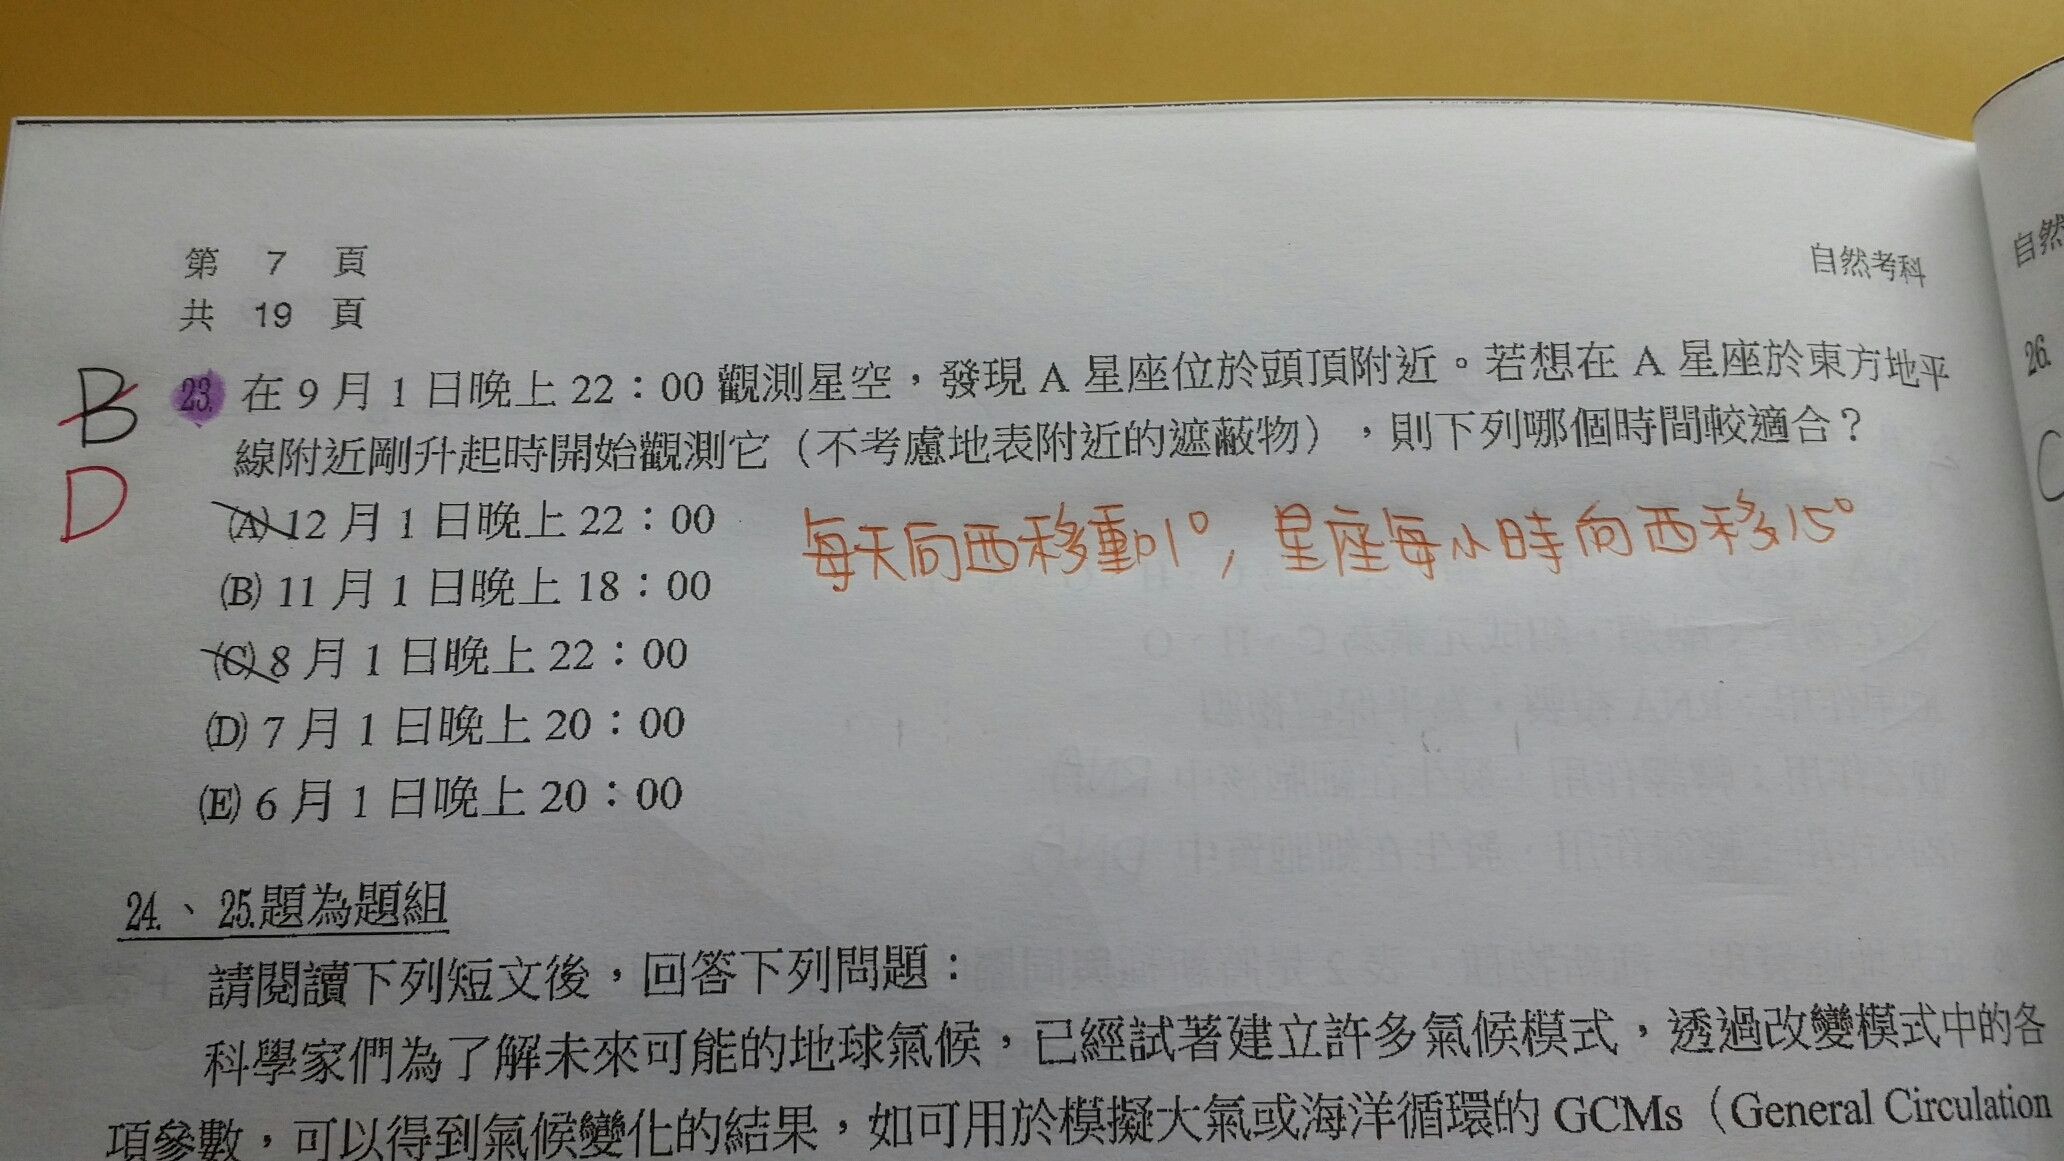 第 7 頁
共 19 頁
自然考科
自然
B
D
23. 在 9 月 1 日晚上 22:00 觀測星空,發現 A 星座位於頭頂附近。若想在 A 星座於東方地平
線附近剛升起時開始觀測它(不考慮地表附近的遮蔽物),則下列哪個時間較適合?
(A) 12 月 1 日晚上 22:00
每天向西移動1°, 星座每小時向西移15°
(B) 11 月 1 日晚上 18:00
(C) 8 月 1 日晚上 22:00
(D) 7 月 1 日晚上 20:00
(E) 6 月 1 日晚上 20:00
26.
C
24.、25.題為題組
請閱讀下列短文後,回答下列問題:
科學家們為了解未來可能的地球氣候,已經試著建立許多氣候模式,透過改變模式中的各
項參數,可以得到氣候變化的結果,如可用於模擬大氣或海洋循環的 GCMs(General Circulation